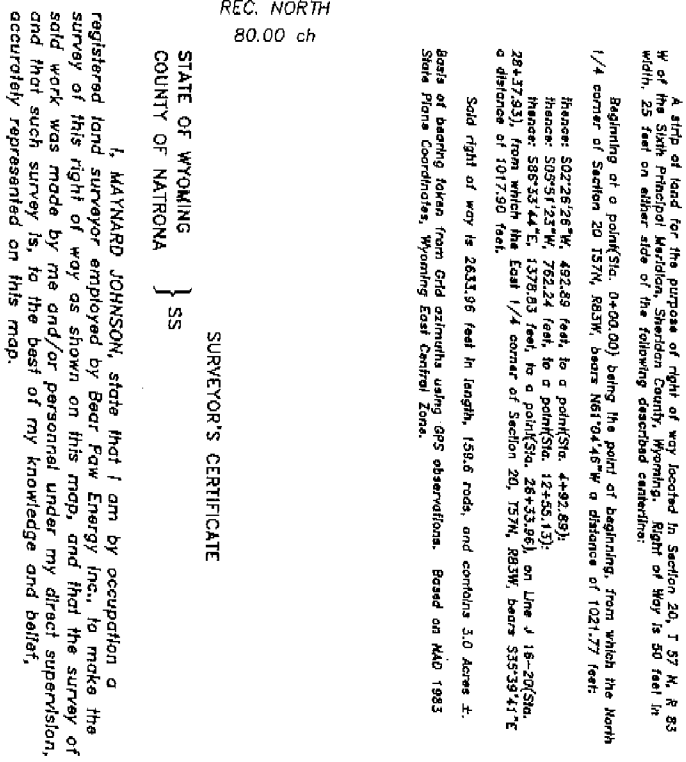 REC. NORTH
80.00 ch
A strip of land for the purpose of right of way located in Section 20, T 57 N, R 83
W of the Sixth Principal Meridian, Sheridan County, Wyoming. Right of Way is 50 feet in
width, 25 feet on either side of the following described centerline:
Beginning at a point(Sta. 0+00.00) being the point of beginning, from which the North
1/4 corner of Section 20 T57N, R83W, bears N61°04'46"W a distance of 1021.77 feet;
thence: S02°26'26"W, 492.89 feet, to a point(Sta. 4+92.89);
thence: S05°51'23"W, 762.24 feet, to a point(Sta. 12+55.13);
thence: S86°33'44"E, 1378.83 feet, to a point(Sta. 26+33.96), on Line J 16-20(Sta.
28+37.93), from which the East 1/4 corner of Section 20, T57N, R83W, bears S35°39'41"E
a distance of 1017.90 feet.
Said right of way is 2633.96 feet in length, 159.6 rods, and contains 3.0 Acres ±.
Basis of bearing taken from Grid azimuths using GPS observations. Based on NAD 1983
State Plane Coordinates, Wyoming East Central Zone.
SURVEYOR'S CERTIFICATE
STATE OF WYOMING
COUNTY OF NATRONA } SS
I, MAYNARD JOHNSON, state that I am by occupation a
registered land surveyor employed by Bear Paw Energy Inc., to make the
survey of this right of way as shown on this map, and that the survey of
said work was made by me and/or personnel under my direct supervision,
and that such survey is, to the best of my knowledge and belief,
accurately represented on this map.